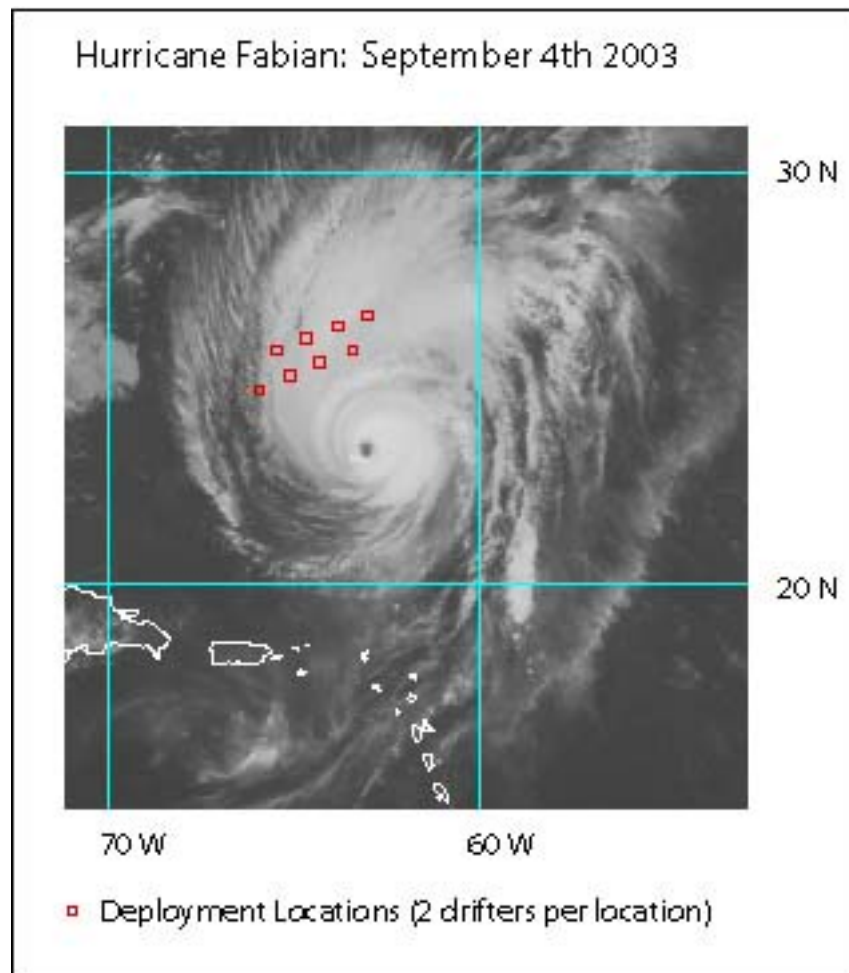 Hurricane Fabian: September 4th 2003
30 N
20 N
70 W 60 W
Deployment Locations (2 drifters per location)